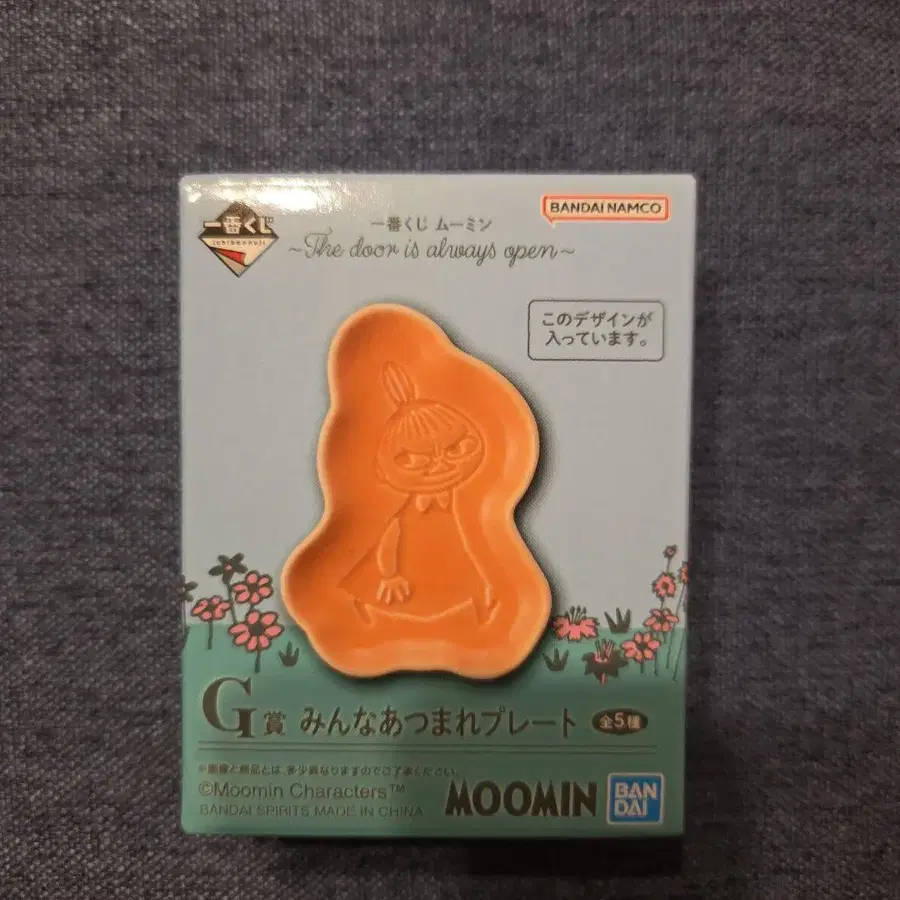 一番くじ
ichiban kuji
一番くじ ムーミン
~The door is always open~
BANDAI NAMCO
このデザインが
入っています。
G賞 みんなあつまれプレート 全5種
※画像と商品とは、多少異なりますのでご了承ください。
©Moomin Characters™
BANDAI SPIRITS MADE IN CHINA
MOOMIN
BAN
DAI